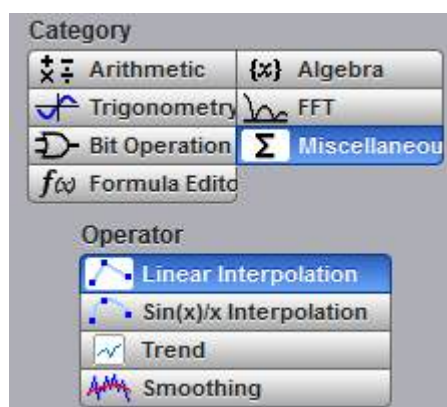 Category
Arithmetic {x} Algebra
Trigonometry FFT
Bit Operation Σ Miscellaneou
f(x) Formula Edito
Operator
Linear Interpolation
Sin(x)/x Interpolation
Trend
Smoothing